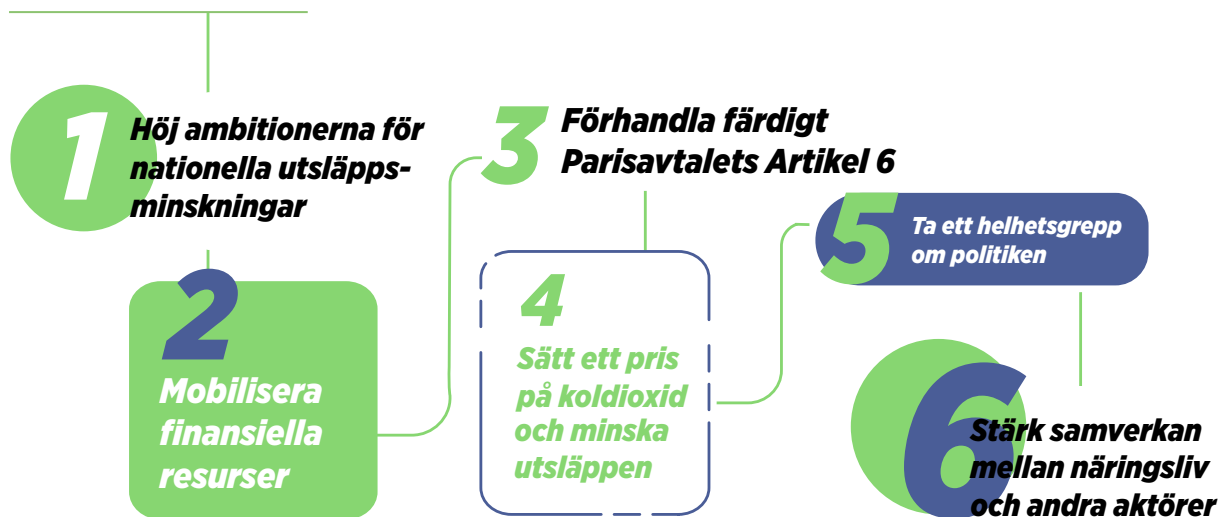 1
Höj ambitionerna för
nationella utsläpps-
minskningar
2
Mobilisera
finansiella
resurser
3
Förhandla färdigt
Parisavtalets Artikel 6
4
Sätt ett pris
på koldioxid
och minska
utsläppen
5
Ta ett helhetsgrepp
om politiken
6
Stärk samverkan
mellan näringsliv
och andra aktörer